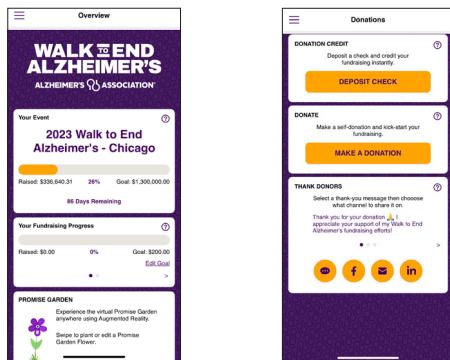 Overview
WALK TO END
ALZHEIMER'S
ALZHEIMER'S ASSOCIATION
Your Event
2023 Walk to End
Alzheimer's - Chicago
Raised: $336,640.31 26% Goal: $1,300,000.00
86 Days Remaining
Your Fundraising Progress
Raised: $0.00 0% Goal: $200.00
Edit Goal
>
PROMISE GARDEN
Experience the virtual Promise Garden
anywhere using Augmented Reality.
Swipe to plant or edit a Promise
Garden Flower.
Donations
DONATION CREDIT
Deposit a check and credit your
fundraising instantly.
DEPOSIT CHECK
DONATE
Make a self-donation and kick-start your
fundraising.
MAKE A DONATION
THANK DONORS
Select a thank-you message then choose
what channel to share it on.
Thank you for your donation 🙏 I
appreciate your support of my Walk to End
Alzheimer's fundraising efforts!
>